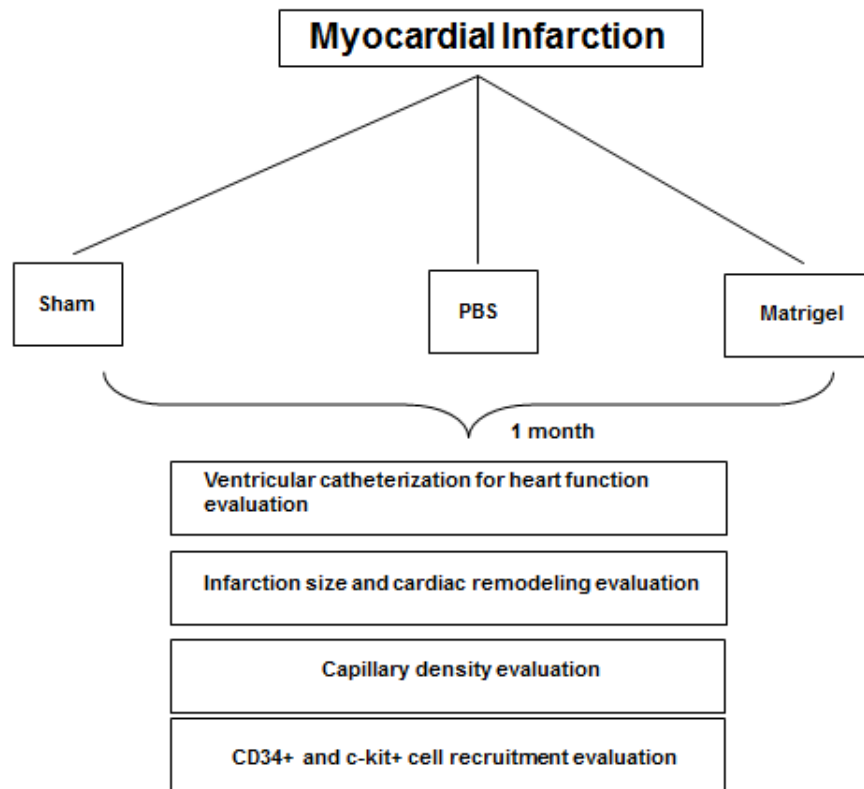 Myocardial Infarction
Sham
PBS
Matrigel
1 month
Ventricular catheterization for heart function
evaluation
Infarction size and cardiac remodeling evaluation
Capillary density evaluation
CD34+ and c-kit+ cell recruitment evaluation